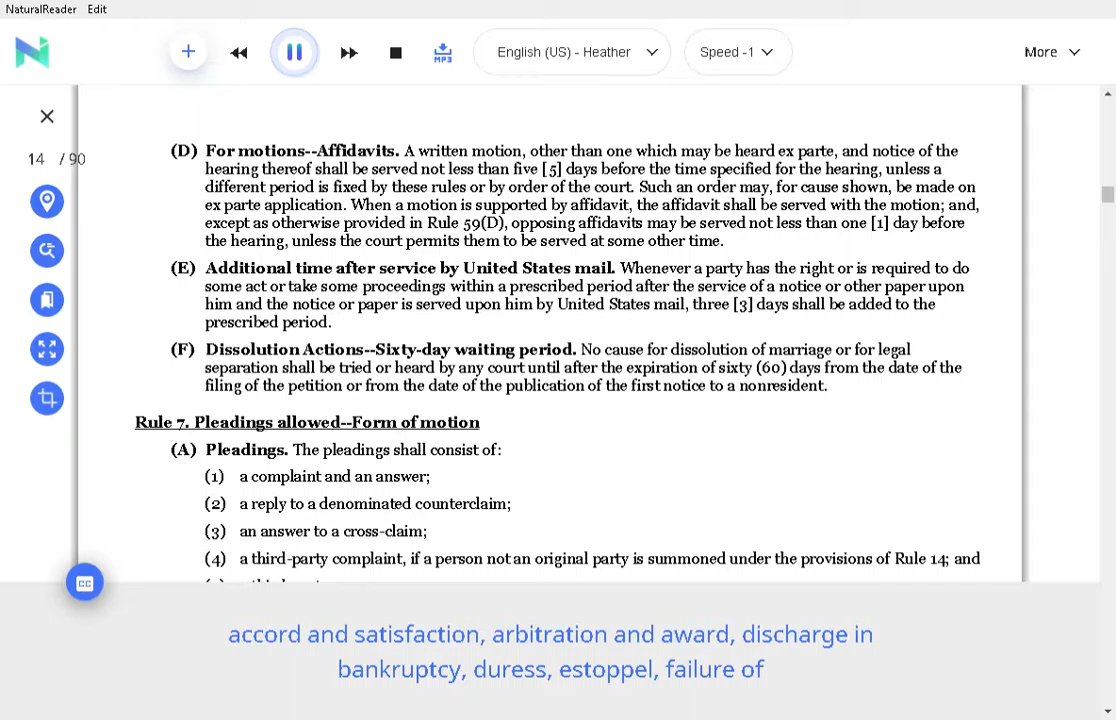 NaturalReader Edit
MP3
English (US) - Heather
Speed -1
More
14 / 90
(D) For motions--Affidavits. A written motion, other than one which may be heard ex parte, and notice of the
hearing thereof shall be served not less than five [5] days before the time specified for the hearing, unless a
different period is fixed by these rules or by order of the court. Such an order may, for cause shown, be made on
ex parte application. When a motion is supported by affidavit, the affidavit shall be served with the motion; and,
except as otherwise provided in Rule 59(D), opposing affidavits may be served not less than one [1] day before
the hearing, unless the court permits them to be served at some other time.
(E) Additional time after service by United States mail. Whenever a party has the right or is required to do
some act or take some proceedings within a prescribed period after the service of a notice or other paper upon
him and the notice or paper is served upon him by United States mail, three [3] days shall be added to the
prescribed period.
(F) Dissolution Actions--Sixty-day waiting period. No cause for dissolution of marriage or for legal
separation shall be tried or heard by any court until after the expiration of sixty (60) days from the date of the
filing of the petition or from the date of the publication of the first notice to a nonresident.
Rule 7. Pleadings allowed--Form of motion
(A) Pleadings. The pleadings shall consist of:
(1) a complaint and an answer;
(2) a reply to a denominated counterclaim;
(3) an answer to a cross-claim;
(4) a third-party complaint, if a person not an original party is summoned under the provisions of Rule 14; and
CC
accord and satisfaction, arbitration and award, discharge in
bankruptcy, duress, estoppel, failure of